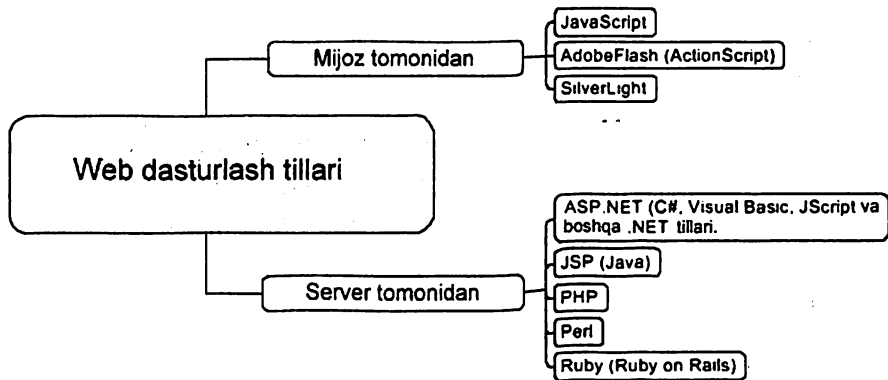 Web dasturlash tillari
Mijoz tomonidan
JavaScript
AdobeFlash (ActionScript)
SilverLight
Server tomonidan
ASP.NET (C#, Visual Basic, JScript va
boshqa .NET tillari.
JSP (Java)
PHP
Perl
Ruby (Ruby on Rails)